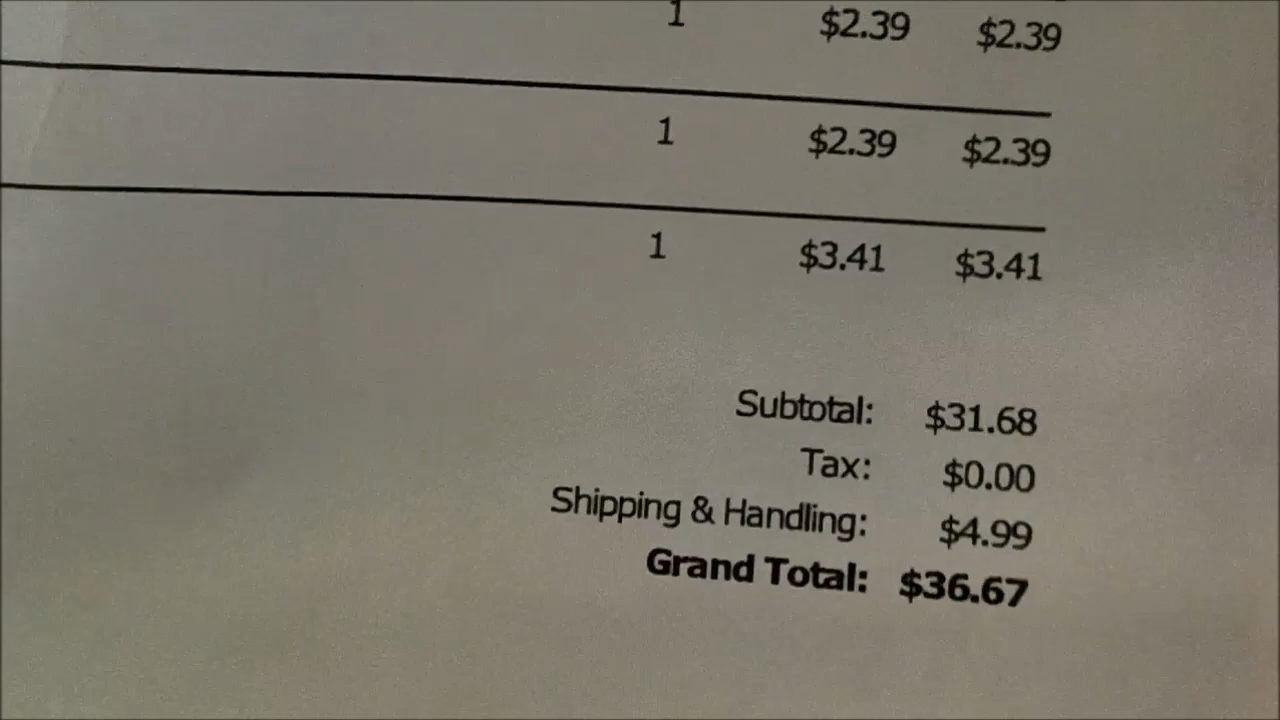 1 $2.39 $2.39
1 $2.39 $2.39
1 $3.41 $3.41
Subtotal: $31.68
Tax: $0.00
Shipping & Handling: $4.99
Grand Total: $36.67